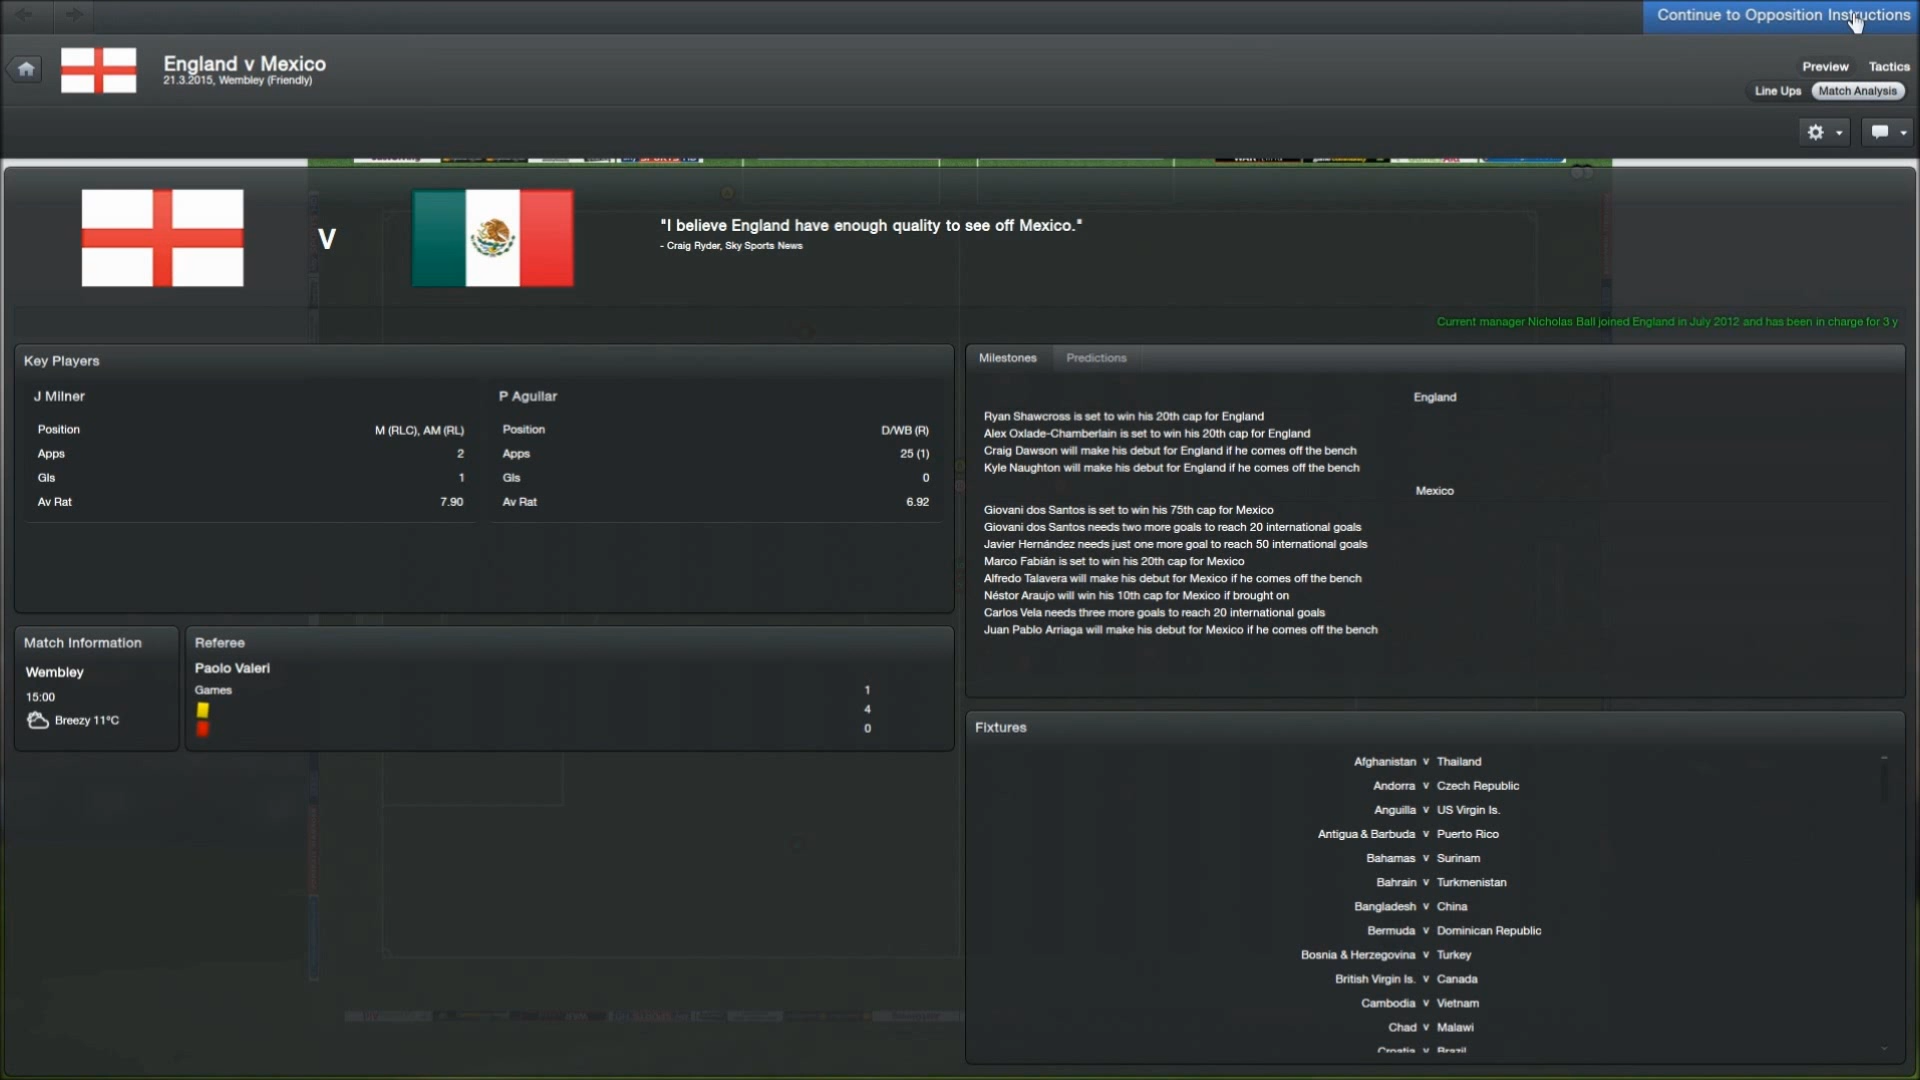 Continue to Opposition Instructions
England v Mexico
21.3.2015, Wembley (Friendly)
Preview
Tactics
Line Ups
Match Analysis
V
"I believe England have enough quality to see off Mexico."
- Craig Ryder, Sky Sports News
Current manager Nicholas Ball joined England in July 2012 and has been in charge for 3 y
Key Players
J Milner
Position M (RLC), AM (RL)
Apps 2
Gls 1
Av Rat 7.90
P Aguilar
Position D/WB (R)
Apps 25 (1)
Gls 0
Av Rat 6.92
Milestones
Predictions
England
Ryan Shawcross is set to win his 20th cap for England
Alex Oxlade-Chamberlain is set to win his 20th cap for England
Craig Dawson will make his debut for England if he comes off the bench
Kyle Naughton will make his debut for England if he comes off the bench
Mexico
Giovani dos Santos is set to win his 75th cap for Mexico
Giovani dos Santos needs two more goals to reach 20 international goals
Javier Hernández needs just one more goal to reach 50 international goals
Marco Fabián is set to win his 20th cap for Mexico
Alfredo Talavera will make his debut for Mexico if he comes off the bench
Néstor Araujo will win his 10th cap for Mexico if brought on
Carlos Vela needs three more goals to reach 20 international goals
Juan Pablo Arriaga will make his debut for Mexico if he comes off the bench
Match Information
Wembley
15:00
Breezy 11°C
Referee
Paolo Valeri
Games 1
4
0
Fixtures
Afghanistan v Thailand
Andorra v Czech Republic
Anguilla v US Virgin Is.
Antigua & Barbuda v Puerto Rico
Bahamas v Surinam
Bahrain v Turkmenistan
Bangladesh v China
Bermuda v Dominican Republic
Bosnia & Herzegovina v Turkey
British Virgin Is. v Canada
Cambodia v Vietnam
Chad v Malawi
Croatia v Brazil